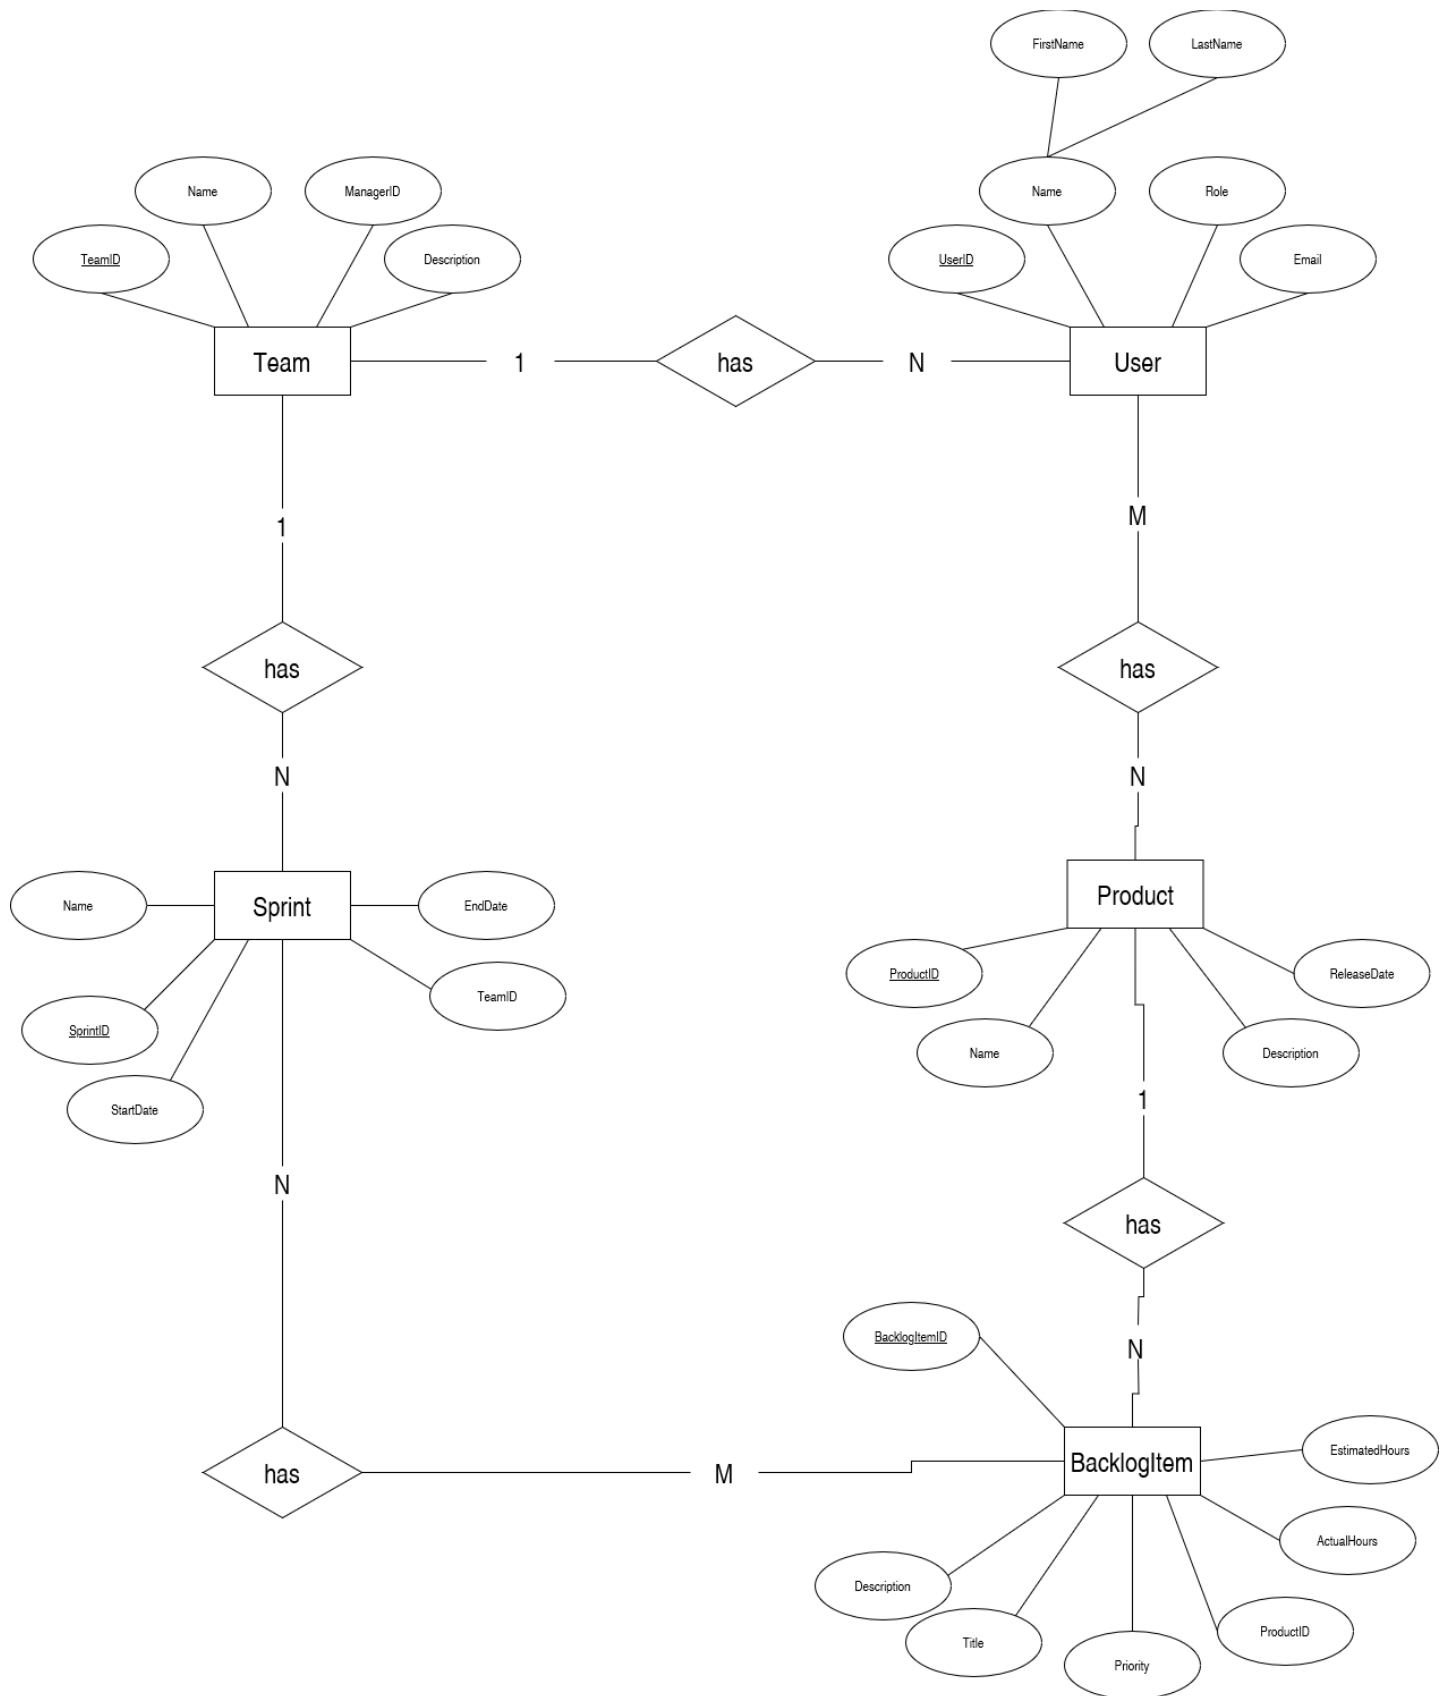 FirstName
LastName
Name
ManagerID
Name
Role
TeamID
Description
UserID
Email
Team
1
has
N
User
1
M
has
has
N
N
Name
Sprint
EndDate
Product
TeamID
ProductID
ReleaseDate
SprintID
Name
Description
StartDate
1
N
has
BacklogItemID
N
EstimatedHours
has
M
BacklogItem
ActualHours
Description
Title
ProductID
Priority